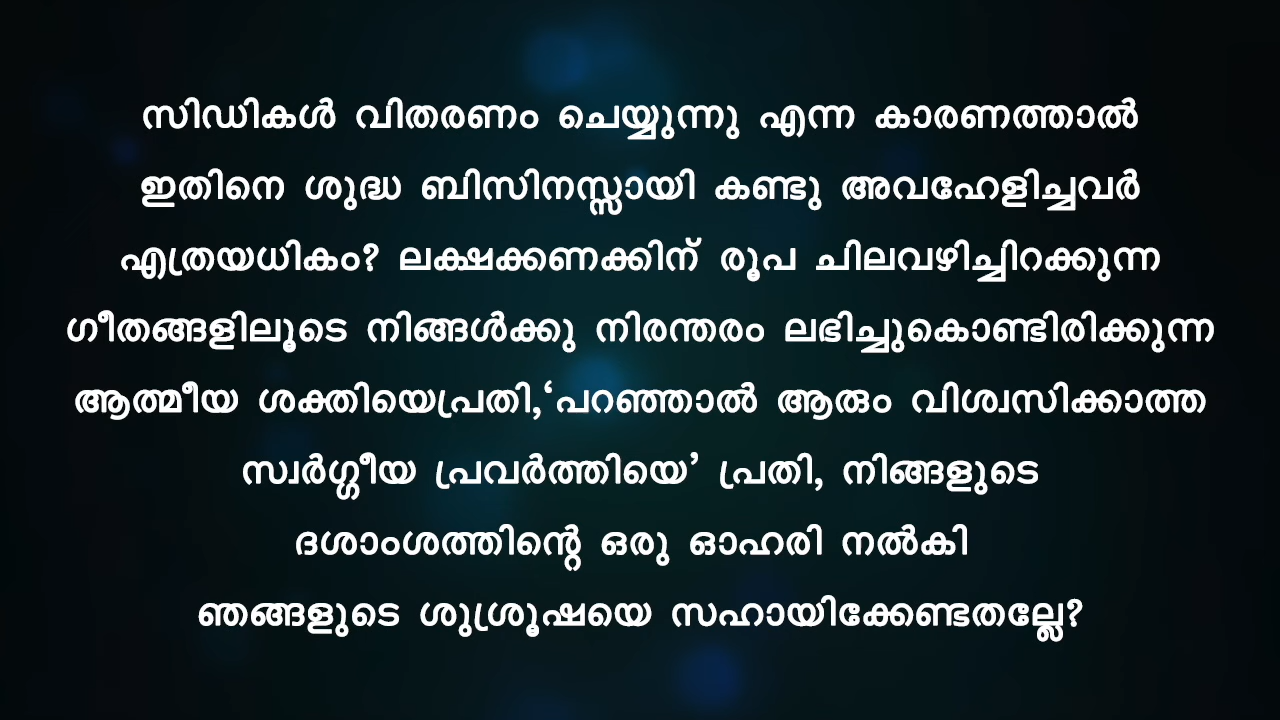 സിഡികൾ വിതരണം ചെയ്യുന്നു എന്ന കാരണത്താൽ
ഇതിനെ ശുദ്ധ ബിസിനസ്സായി കണ്ടു അവഹേളിച്ചവർ
എത്രയധികം? ലക്ഷക്കണക്കിന് രൂപ ചിലവഴിച്ചിറക്കുന്ന
ഗീതങ്ങളിലൂടെ നിങ്ങൾക്കു നിരന്തരം ലഭിച്ചുകൊണ്ടിരിക്കുന്ന
ആത്മീയ ശക്തിയെപ്രതി,‘പറഞ്ഞാൽ ആരും വിശ്വസിക്കാത്ത
സ്വർഗ്ഗീയ പ്രവർത്തിയെ’ പ്രതി, നിങ്ങളുടെ
ദശാംശത്തിന്റെ ഒരു ഓഹരി നൽകി
ഞങ്ങളുടെ ശുശ്രൂഷയെ സഹായിക്കേണ്ടതല്ലേ?